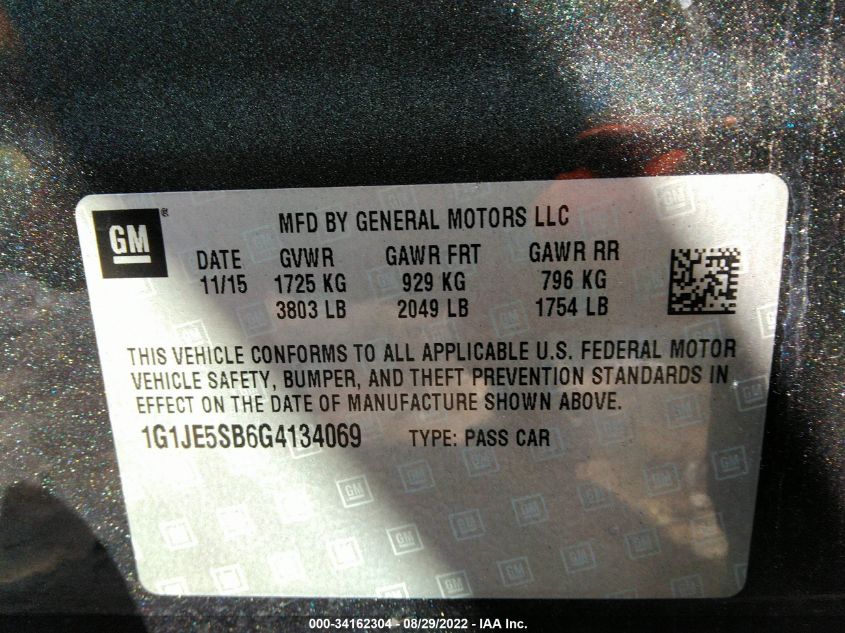 GM ®
MFD BY GENERAL MOTORS LLC
DATE GVWR GAWR FRT GAWR RR
11/15 1725 KG 929 KG 796 KG
3803 LB 2049 LB 1754 LB
THIS VEHICLE CONFORMS TO ALL APPLICABLE U.S. FEDERAL MOTOR
VEHICLE SAFETY, BUMPER, AND THEFT PREVENTION STANDARDS IN
EFFECT ON THE DATE OF MANUFACTURE SHOWN ABOVE.
1G1JE5SB6G4134069 TYPE: PASS CAR
000-34162304 - 08/29/2022 - IAA Inc.